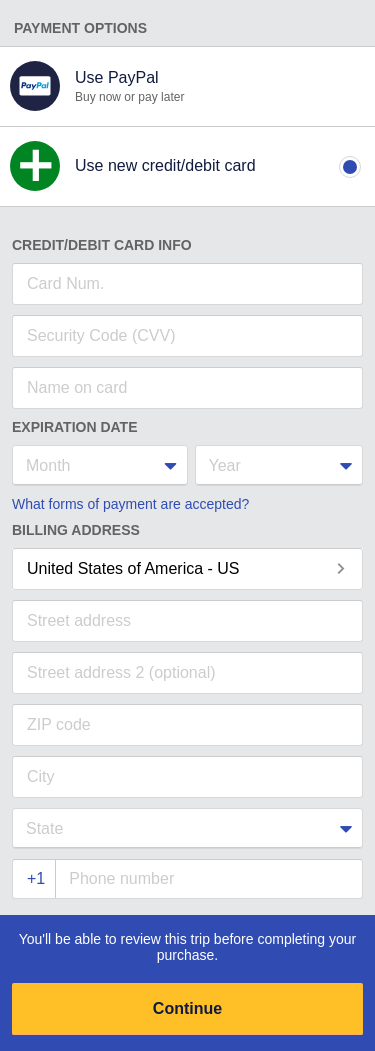 PAYMENT OPTIONS
PayPal
Use PayPal
Buy now or pay later
Use new credit/debit card
CREDIT/DEBIT CARD INFO
Card Num.
Security Code (CVV)
Name on card
EXPIRATION DATE
Month
Year
What forms of payment are accepted?
BILLING ADDRESS
United States of America - US
Street address
Street address 2 (optional)
ZIP code
City
State
+1 Phone number
You'll be able to review this trip before completing your
purchase.
Continue